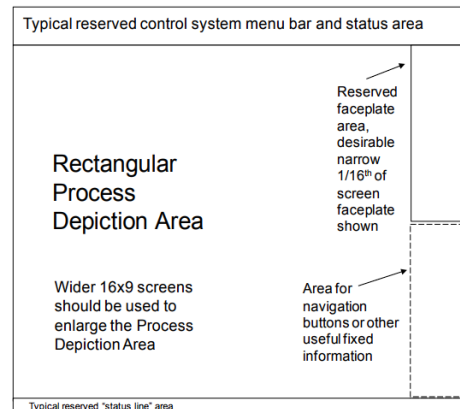 Typical reserved control system menu bar and status area
Reserved
faceplate
area,
desirable
narrow
1/16th of
screen
faceplate
shown
Rectangular
Process
Depiction Area
Wider 16x9 screens
should be used to
enlarge the Process
Depiction Area
Area for
navigation
buttons or other
useful fixed
information
Typical reserved "status line" area